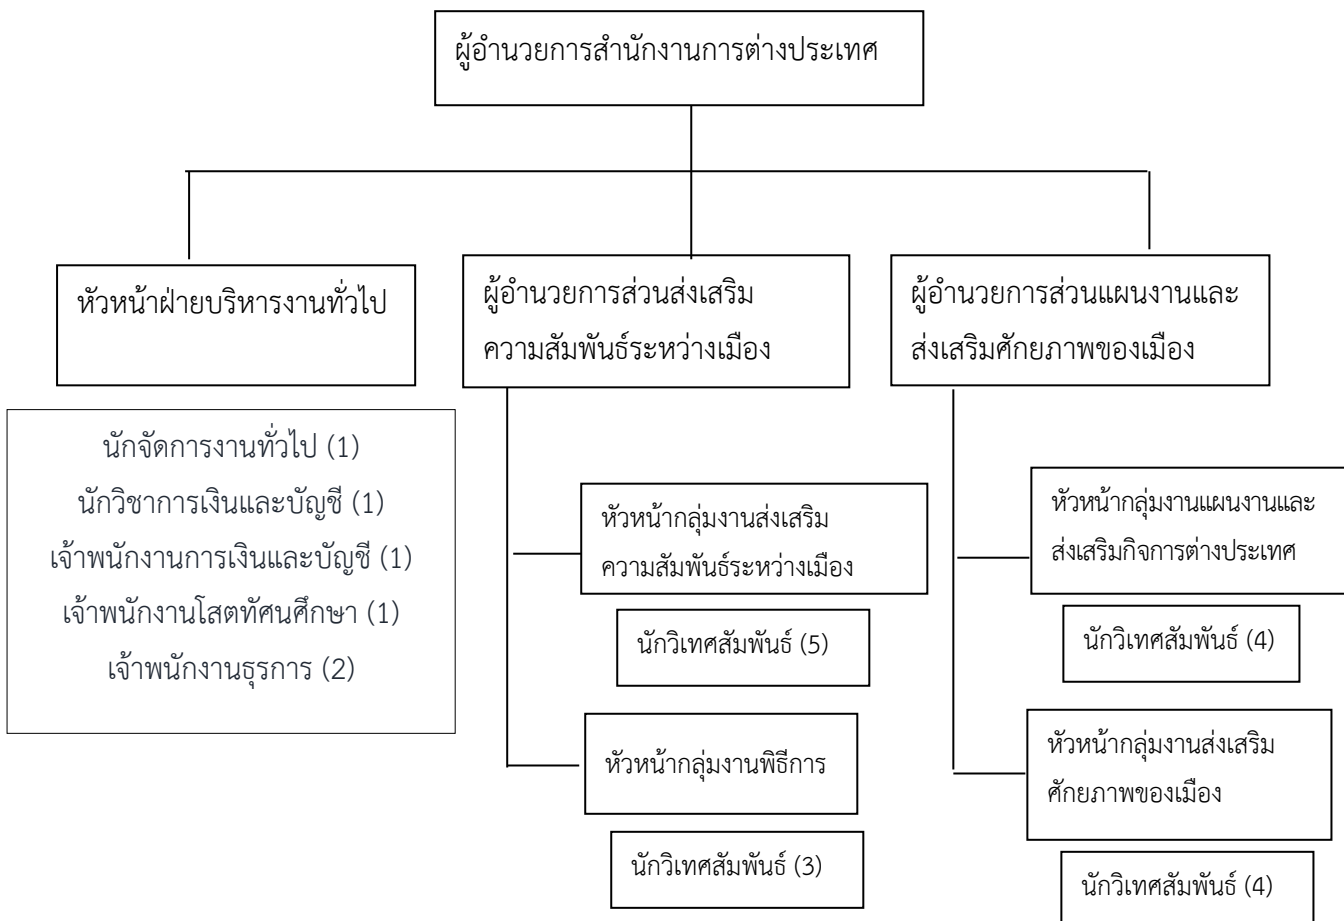 ผู้อำนวยการสำนักงานการต่างประเทศ
หัวหน้าฝ่ายบริหารงานทั่วไป
นักจัดการงานทั่วไป (1)
นักวิชาการเงินและบัญชี (1)
เจ้าพนักงานการเงินและบัญชี (1)
เจ้าพนักงานโสตทัศนศึกษา (1)
เจ้าพนักงานธุรการ (2)
ผู้อำนวยการส่วนส่งเสริม
ความสัมพันธ์ระหว่างเมือง
หัวหน้ากลุ่มงานส่งเสริม
ความสัมพันธ์ระหว่างเมือง
นักวิเทศสัมพันธ์ (5)
หัวหน้ากลุ่มงานพิธีการ
นักวิเทศสัมพันธ์ (3)
ผู้อำนวยการส่วนแผนงานและ
ส่งเสริมศักยภาพของเมือง
หัวหน้ากลุ่มงานแผนงานและ
ส่งเสริมกิจการต่างประเทศ
นักวิเทศสัมพันธ์ (4)
หัวหน้ากลุ่มงานส่งเสริม
ศักยภาพของเมือง
นักวิเทศสัมพันธ์ (4)